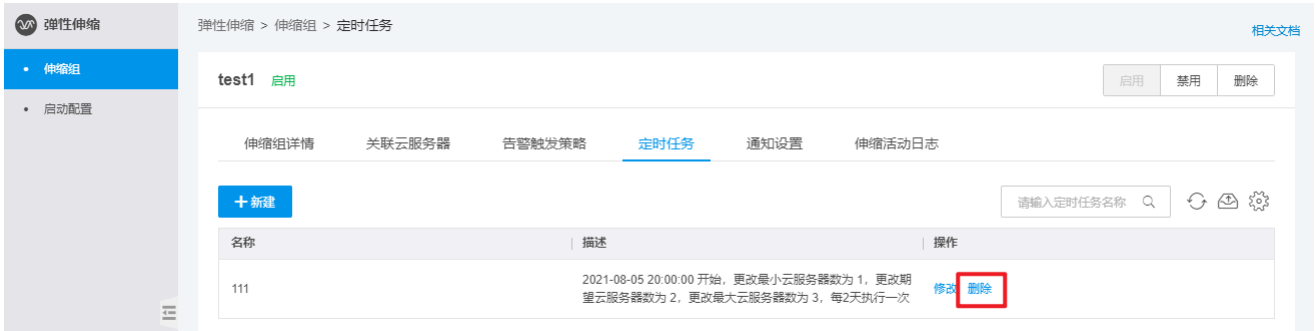 弹性伸缩
弹性伸缩 > 伸缩组 > 定时任务
相关文档
伸缩组
启动配置
test1 启用
启用 禁用 删除
伸缩组详情 关联云服务器 告警触发策略 定时任务 通知设置 伸缩活动日志
+新建
请输入定时任务名称
名称 描述 操作
111
2021-08-05 20:00:00 开始，更改最小云服务器数为 1，更改期
望云服务器数为 2，更改最大云服务器数为 3，每2天执行一次
修改 删除